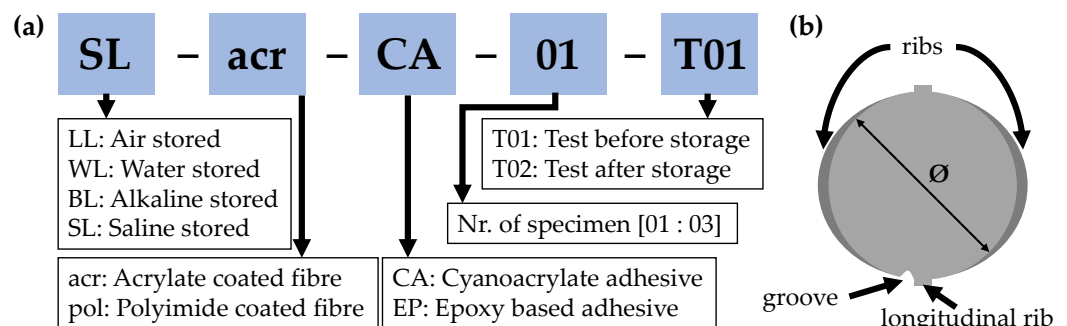 (a)
SL – acr – CA – 01 – T01
LL: Air stored
WL: Water stored
BL: Alkaline stored
SL: Saline stored
T01: Test before storage
T02: Test after storage
Nr. of specimen [01 : 03]
acr: Acrylate coated fibre
pol: Polyimide coated fibre
CA: Cyanoacrylate adhesive
EP: Epoxy based adhesive
(b)
ribs
Ø
groove
longitudinal rib